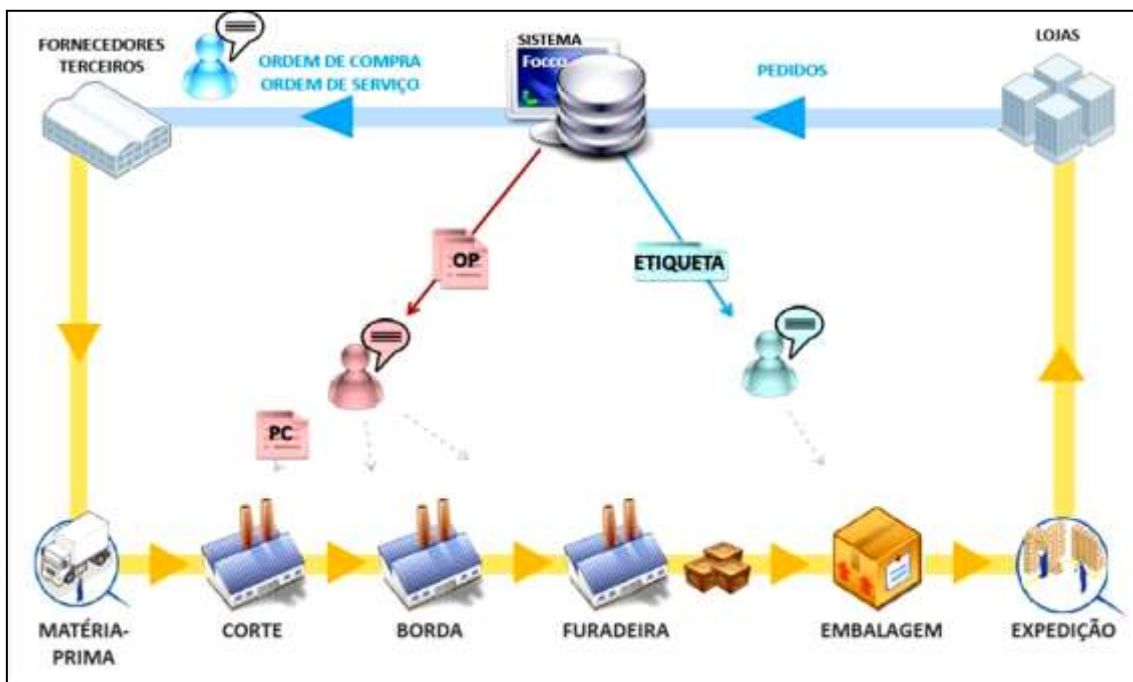 FORNECEDORES
TERCEIROS
ORDEM DE COMPRA
ORDEM DE SERVIÇO
SISTEMA
Focco
PEDIDOS
LOJAS
OP
ETIQUETA
PC
MATÉRIA-
PRIMA
CORTE
BORDA
FURADEIRA
EMBALAGEM
EXPEDIÇÃO